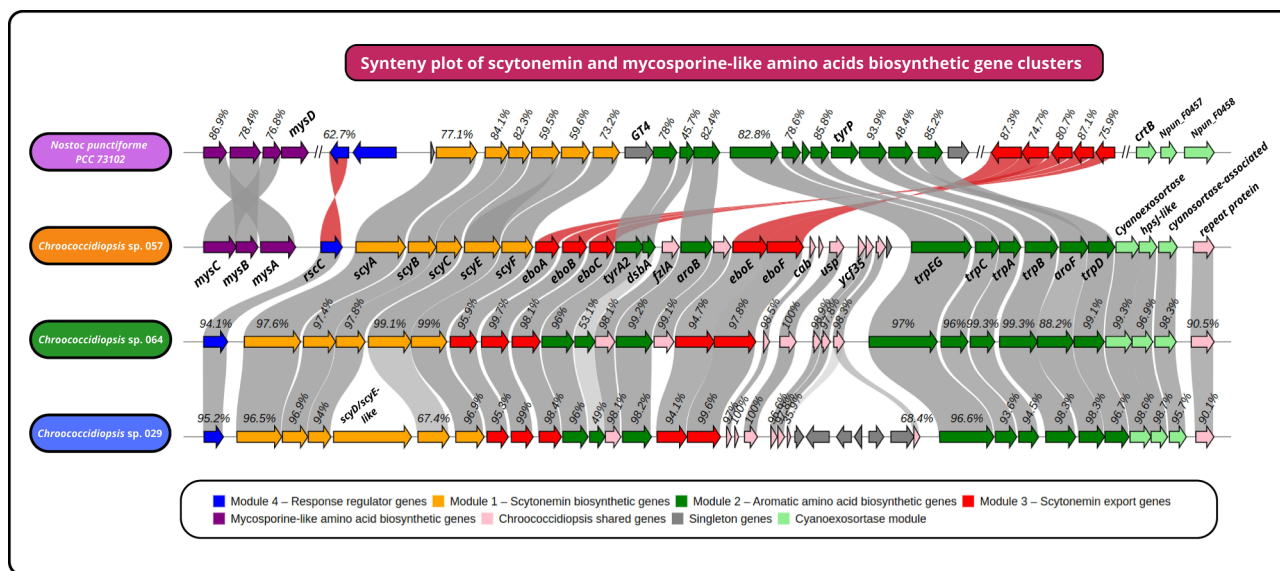 Synteny plot of scytonemin and mycosporine-like amino acids biosynthetic gene clusters
86.9% 78.4% 76.8% mysD 62.7% 77.1% 84.1% 82.3% 59.5% 59.6% 73.2% GT4 78% 45.7% 82.4% 82.8% 78.6% 85.8% tyrP 93.9% 48.4% 85.2% 87.3% 74.7% 80.7% 87.1% 75.9% crtB Npun_F0457 Npun_F0458
Nostoc punctiforme
PCC 73102
// // //
Chroococcidiopsis sp. 057
Cyanoexosortase hpsJ-like cyanosortase-associated repeat protein
mysC mysB mysA rscC scyA scyB scyC scyE scyF eboA eboB eboC tyrA2 dsbA fzlA aroB eboE eboF cab usp ycf35 trpEG trpC trpA trpB aroF trpD
94.1% 97.6% 97.4% 97.8% 99.1% 99% 95.9% 99.7% 98.1% 96% 53.1% 98.1% 99.2% 99.1% 94.7% 97.8% 98.5% 100% 98.9% 97.8% 98.3% 97% 96% 99.3% 99.3% 88.2% 99.1% 99.3% 96.9% 98.3% 90.5%
Chroococcidiopsis sp. 064
95.2% 96.5% 96.9% 94% scyD/scyE-like 67.4% 96.9% 95.3% 99% 98.4% 96% 49% 98.1% 98.2% 94.1% 99.6% 97% 100% 100% 96.6% 68.4% 96.6% 93.6% 94.5% 98.3% 98.3% 96.7% 98.6% 98.7% 95.7% 90.1%
Chroococcidiopsis sp. 029
Module 4 – Response regulator genes Module 1 – Scytonemin biosynthetic genes Module 2 – Aromatic amino acid biosynthetic genes Module 3 – Scytonemin export genes
Mycosporine-like amino acid biosynthetic genes Chroococcidiopsis shared genes Singleton genes Cyanoexosortase module